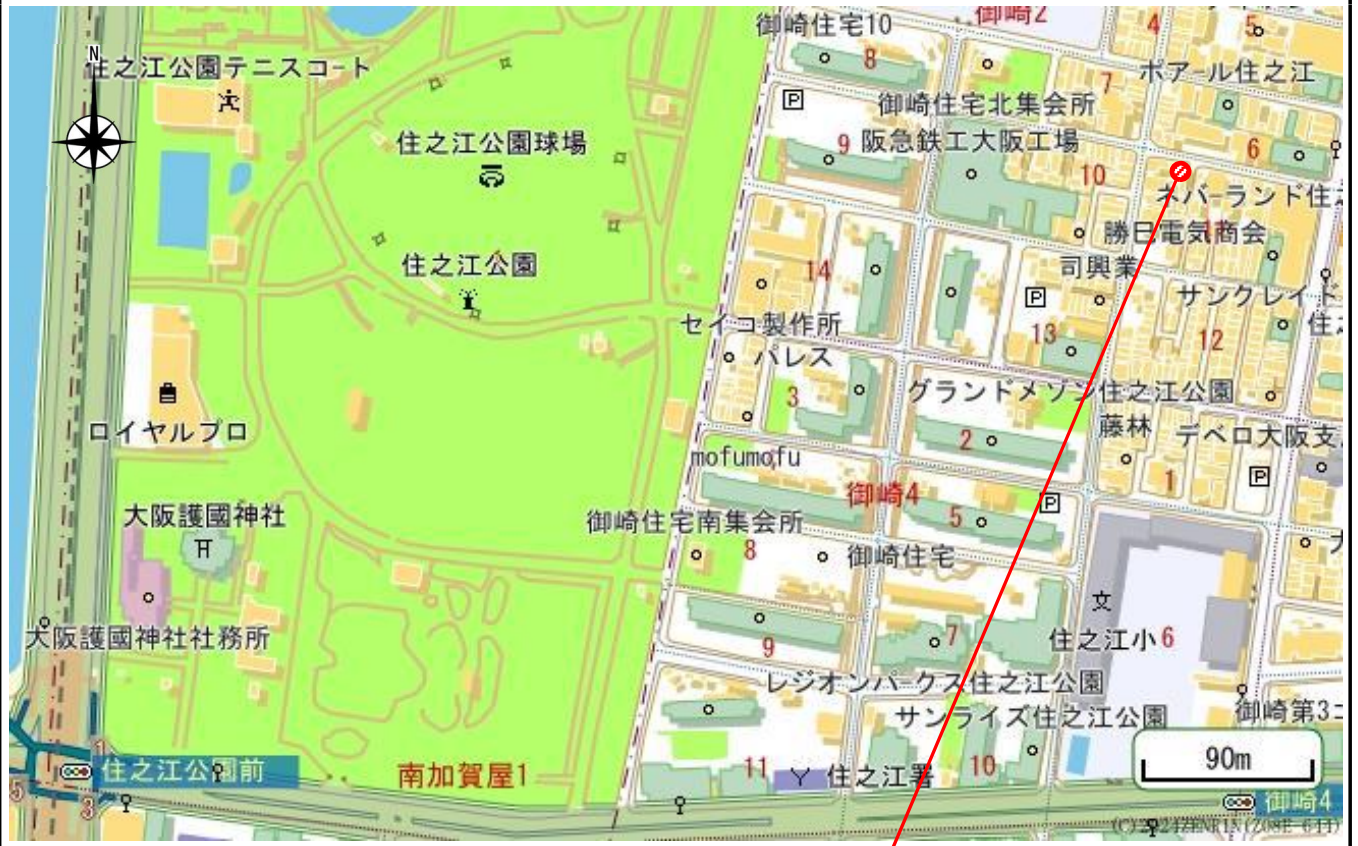 御崎住宅10
御崎2
4
5
N
住之江公園テニスコート
8
7
ポアール住之江
P
御崎住宅北集会所
住之江公園球場
9
阪急鉄工大阪工場
6
10
ネバーランド住
勝巳電気商会
住之江公園
14
司興業
P
サンクレイド
セイコ製作所
13
12
住
パレス
グランドメゾン住之江公園
3
ロイヤルプロ
2
藤林
デベロ大阪支
mofumofu
P
1
御崎4
P
大阪護國神社
御崎住宅南集会所
5
8
御崎住宅
文
大阪護國神社社務所
9
7
住之江小
6
レジオンパークス住之江公園
サンライズ住之江公園
御崎第3コ
1
住之江公園前
南加賀屋1
11
住之江署
10
90m
5
3
御崎4
(C)2024ZENRIN(Z08E-644)